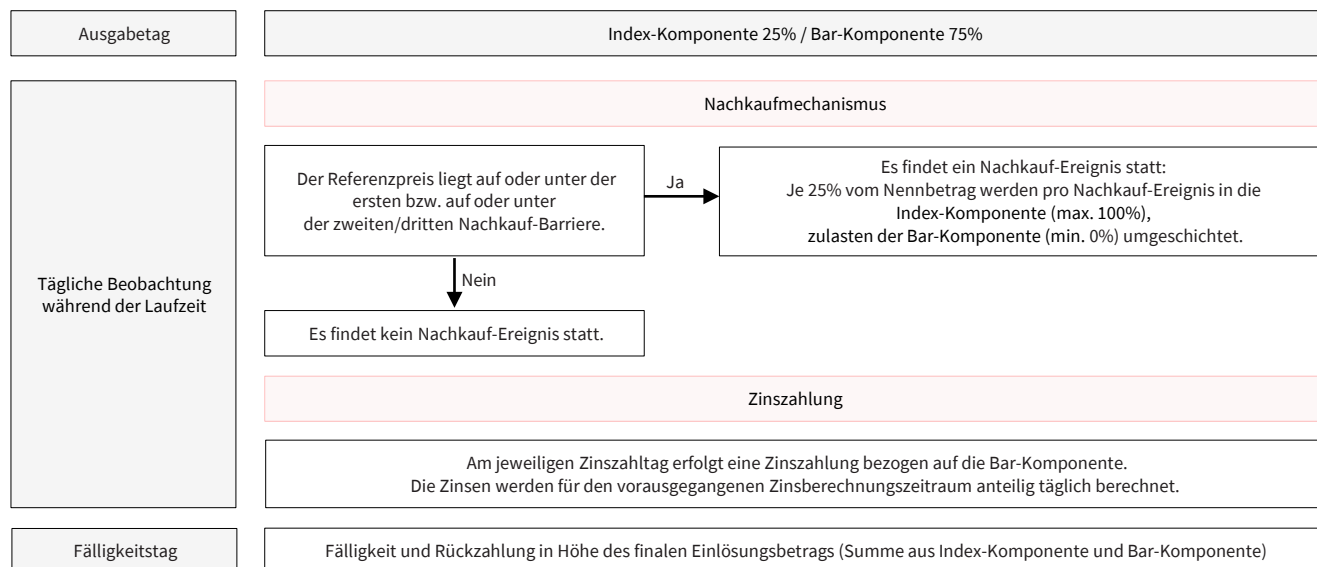 Ausgabetag
Index-Komponente 25% / Bar-Komponente 75%
Tägliche Beobachtung
während der Laufzeit
Nachkaufmechanismus
Der Referenzpreis liegt auf oder unter der
ersten bzw. auf oder unter
der zweiten/dritten Nachkauf-Barriere.
Ja
Es findet ein Nachkauf-Ereignis statt:
Je 25% vom Nennbetrag werden pro Nachkauf-Ereignis in die
Index-Komponente (max. 100%),
zulasten der Bar-Komponente (min. 0%) umgeschichtet.
Nein
Es findet kein Nachkauf-Ereignis statt.
Zinszahlung
Am jeweiligen Zinszahltag erfolgt eine Zinszahlung bezogen auf die Bar-Komponente.
Die Zinsen werden für den vorausgegangenen Zinsberechnungszeitraum anteilig täglich berechnet.
Fälligkeitstag
Fälligkeit und Rückzahlung in Höhe des finalen Einlösungsbetrags (Summe aus Index-Komponente und Bar-Komponente)